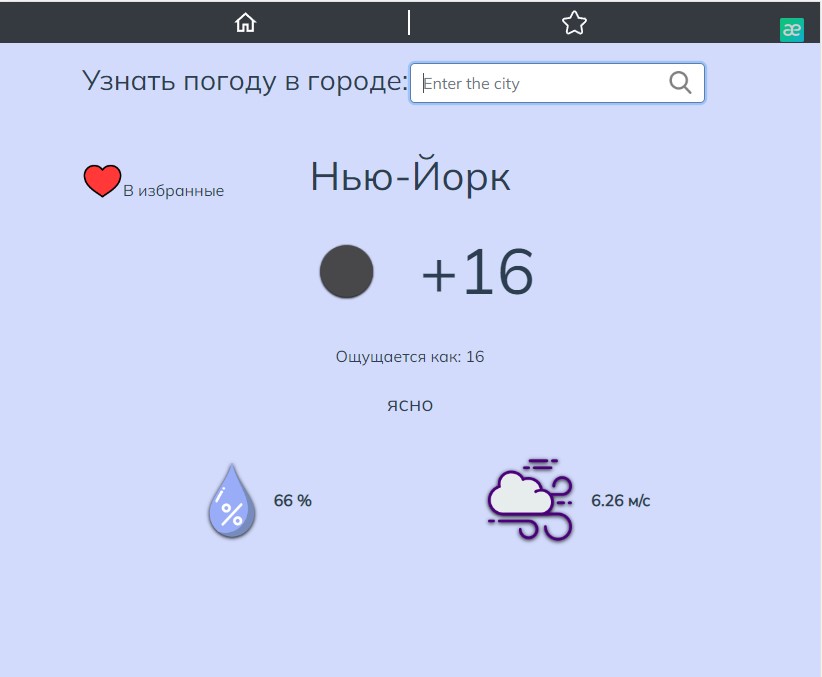 æ
Узнать погоду в городе: Enter the city
В избранные
Нью-Йорк
+16
Ощущается как: 16
ясно
%
66 %
6.26 м/с